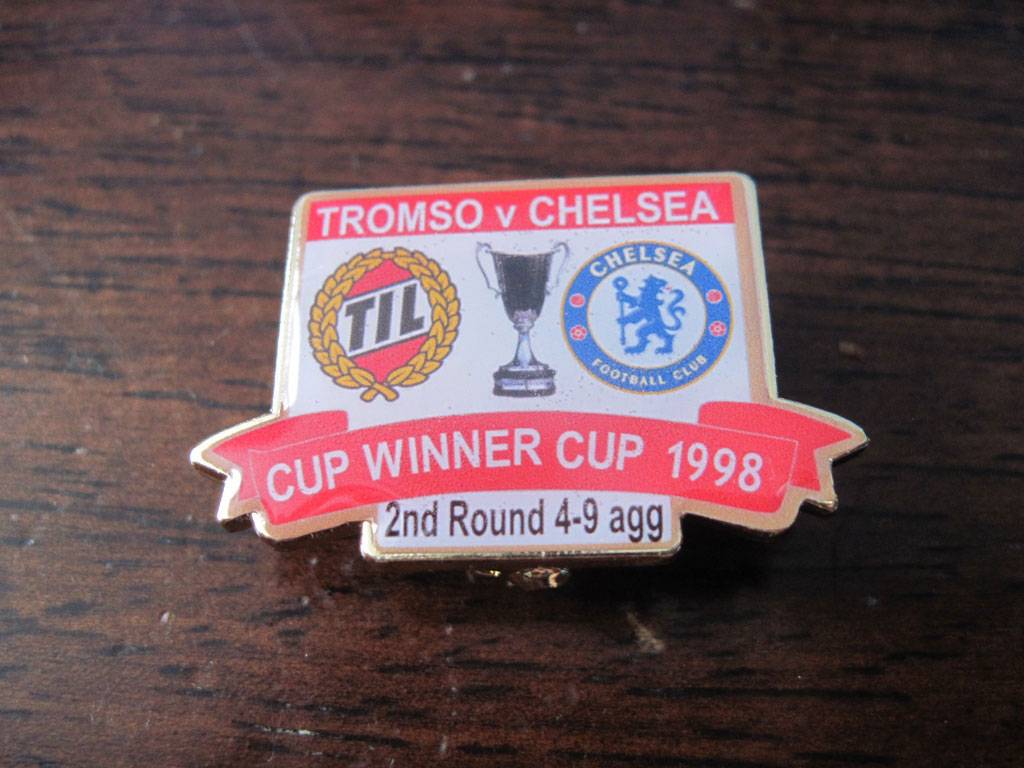 TROMSO v CHELSEA
TIL
CHELSEA
FOOTBALL CLUB
CUP WINNER CUP 1998
2nd Round 4-9 agg